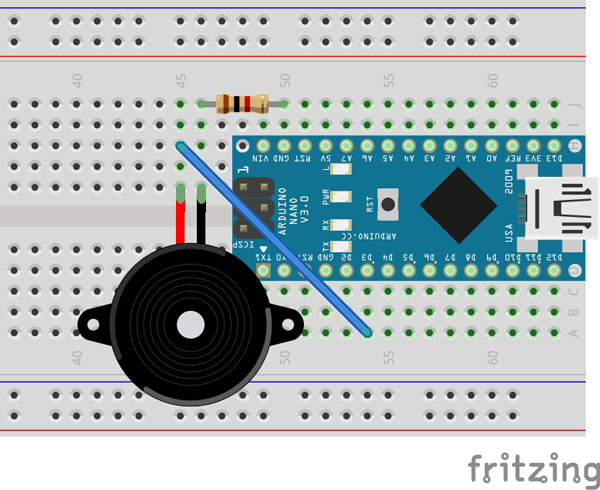 40 45 50 55 60
J
I
H
VIN GND RST 5V A7 A6 A5 A4 A3 A2 A1 A0 REF 3V3 D13
1
ARDUINO
NANO
V3.0
ICSP
L
PWR
RX
TX
RST
ARDUINO.CC
2009
USA
TX1 GND D2 D3 D4 D5 D6 D7 D8 D9 D10 D11 D12
D
C
B
A
40 50 55 60
fritzing